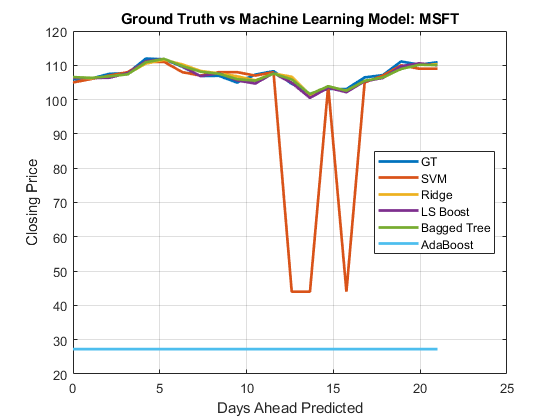 Ground Truth vs Machine Learning Model: MSFT
120
110
100
90
80
70
60
50
40
30
20
Closing Price
GT
SVM
Ridge
LS Boost
Bagged Tree
AdaBoost
0 5 10 15 20 25
Days Ahead Predicted